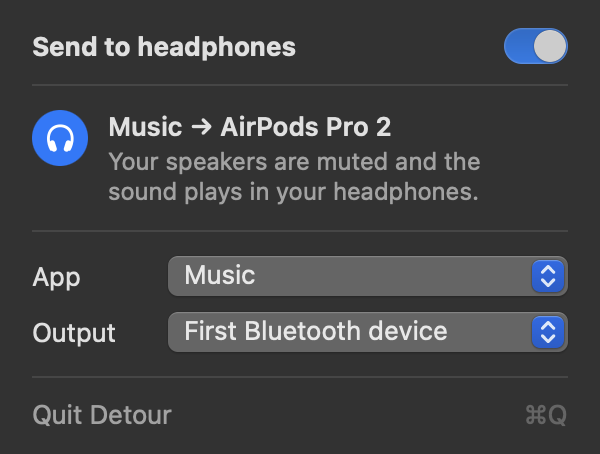 Send to headphones
Music → AirPods Pro 2
Your speakers are muted and the
sound plays in your headphones.
App
Music
Output
First Bluetooth device
Quit Detour
⌘Q